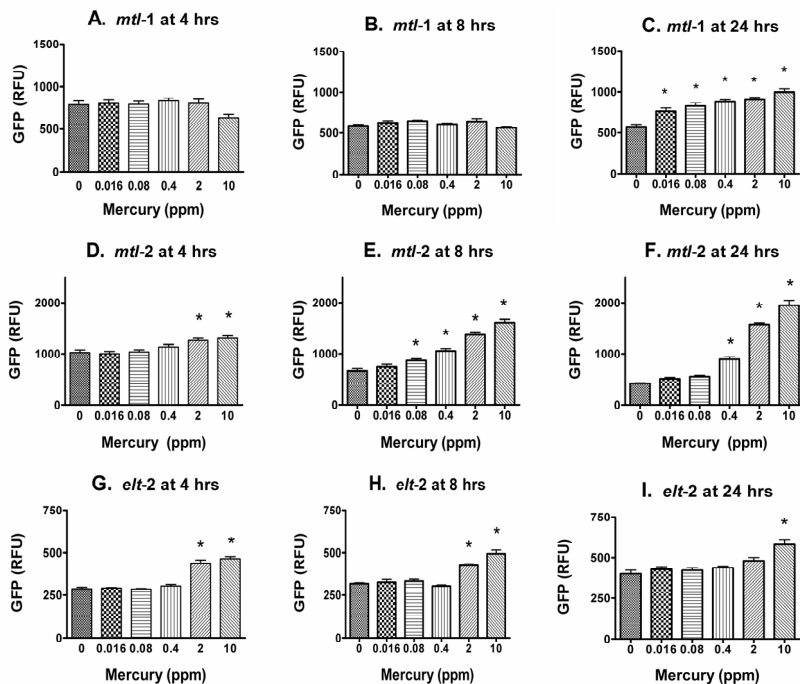 A. mtl-1 at 4 hrs
GFP (RFU)
1500
1000
500
0
0 0.016 0.08 0.4 2 10
Mercury (ppm)
B. mtl-1 at 8 hrs
GFP (RFU)
1500
1000
500
0
0 0.016 0.08 0.4 2 10
Mercury (ppm)
C. mtl-1 at 24 hrs
GFP (RFU)
1500
1000
500
0
* * * * *
0 0.016 0.08 0.4 2 10
Mercury (ppm)
D. mtl-2 at 4 hrs
GFP (RFU)
2000
1000
0
* *
0 0.016 0.08 0.4 2 10
Mercury (ppm)
E. mtl-2 at 8 hrs
GFP (RFU)
2000
1000
0
* * * *
0 0.016 0.08 0.4 2 10
Mercury (ppm)
F. mtl-2 at 24 hrs
GFP (RFU)
2000
1000
0
* * *
0 0.016 0.08 0.4 2 10
Mercury (ppm)
G. elt-2 at 4 hrs
GFP (RFU)
750
500
250
0
* *
0 0.016 0.08 0.4 2 10
Mercury (ppm)
H. elt-2 at 8 hrs
GFP (RFU)
750
500
250
0
* *
0 0.016 0.08 0.4 2 10
Mercury (ppm)
I. elt-2 at 24 hrs
GFP (RFU)
750
500
250
0
*
0 0.016 0.08 0.4 2 10
Mercury (ppm)